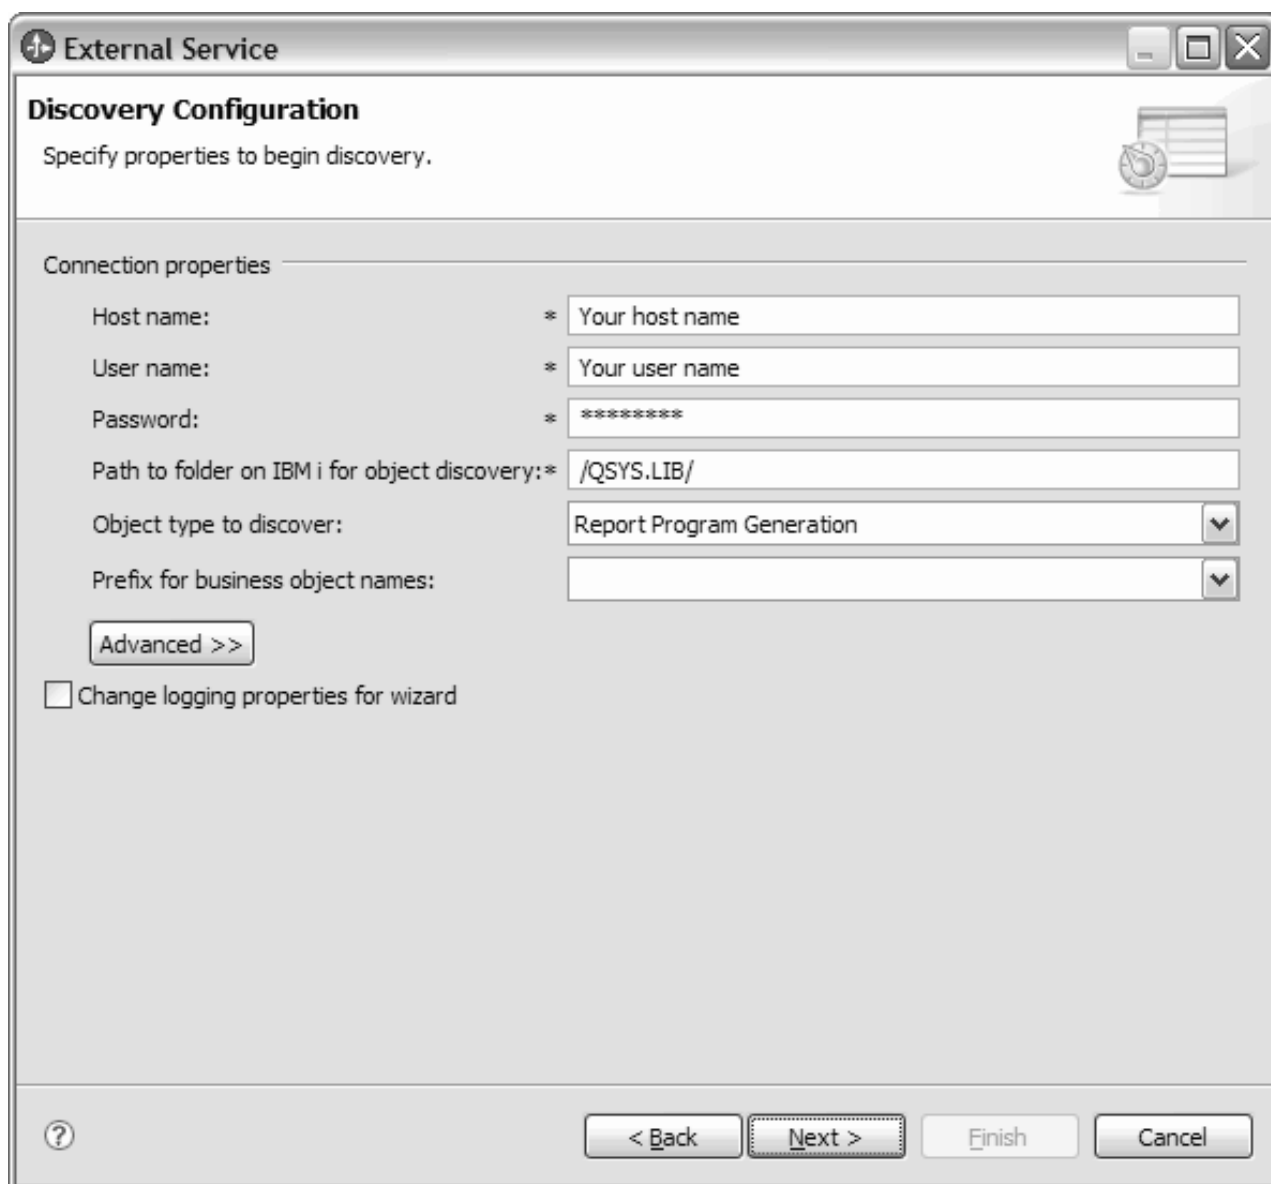 External Service
Discovery Configuration
Specify properties to begin discovery.
Connection properties
Host name: * Your host name
User name: * Your user name
Password: * ********
Path to folder on IBM i for object discovery:* /QSYS.LIB/
Object type to discover: Report Program Generation
Prefix for business object names:
Advanced >>
Change logging properties for wizard
? < Back Next > Finish Cancel